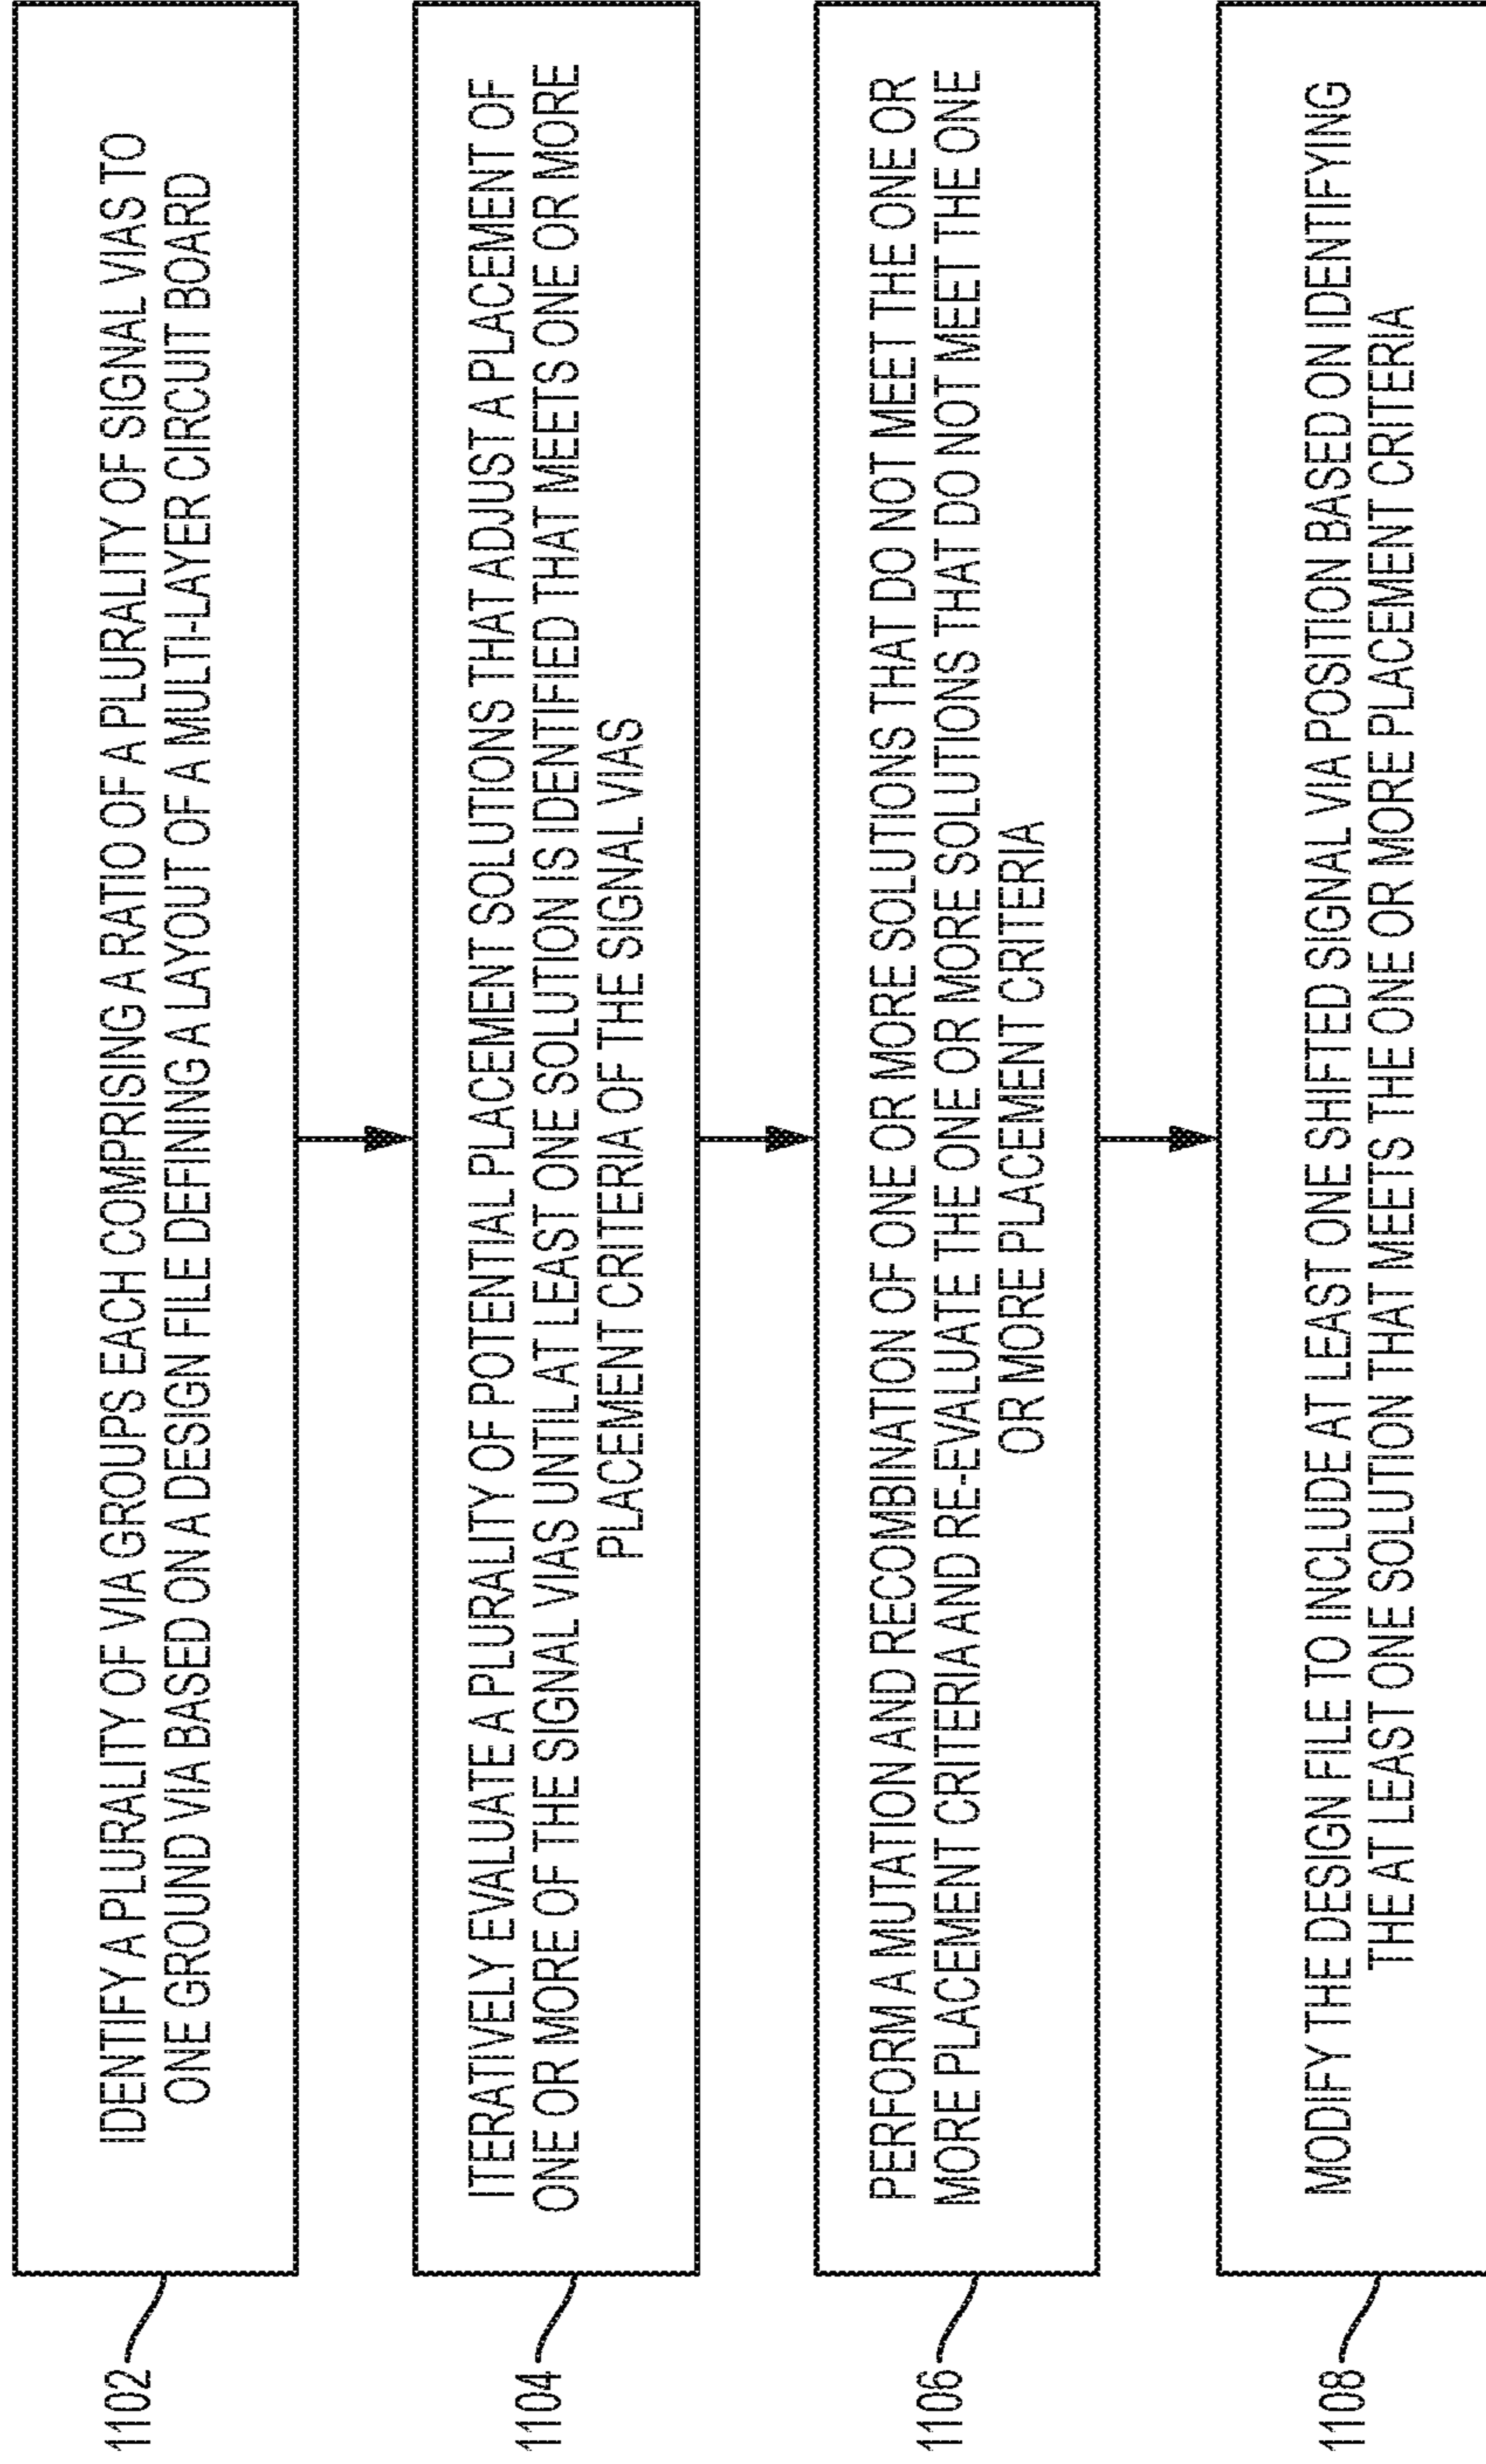 1102
IDENTIFY A PLURALITY OF VIA GROUPS EACH COMPRISING A RATIO OF A PLURALITY OF SIGNAL VIAS TO
ONE GROUND VIA BASED ON A DESIGN FILE DEFINING A LAYOUT OF A MULTI-LAYER CIRCUIT BOARD
1104
ITERATIVELY EVALUATE A PLURALITY OF POTENTIAL PLACEMENT SOLUTIONS THAT ADJUST A PLACEMENT OF
ONE OR MORE OF THE SIGNAL VIAS UNTIL AT LEAST ONE SOLUTION IS IDENTIFIED THAT MEETS ONE OR MORE
PLACEMENT CRITERIA OF THE SIGNAL VIAS
1106
PERFORM A MUTATION AND RECOMBINATION OF ONE OR MORE SOLUTIONS THAT DO NOT MEET THE ONE OR
MORE PLACEMENT CRITERIA AND RE-EVALUATE THE ONE OR MORE SOLUTIONS THAT DO NOT MEET THE ONE
OR MORE PLACEMENT CRITERIA
1108
MODIFY THE DESIGN FILE TO INCLUDE AT LEAST ONE SHIFTED SIGNAL VIA POSITION BASED ON IDENTIFYING
THE AT LEAST ONE SOLUTION THAT MEETS THE ONE OR MORE PLACEMENT CRITERIA